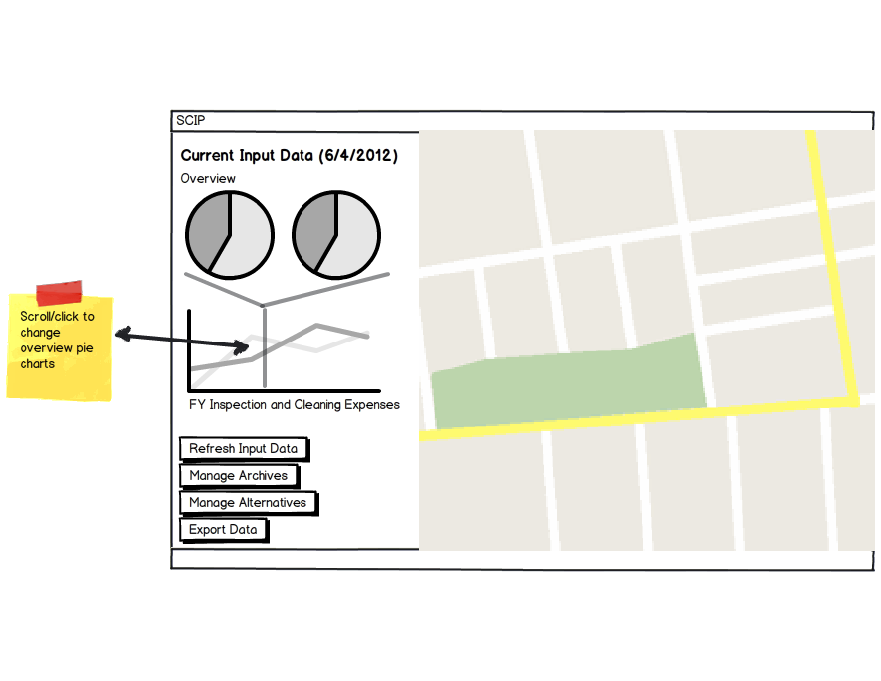 SCIP
Current Input Data (6/4/2012)
Overview
Scroll/click to
change
overview pie
charts
FY Inspection and Cleaning Expenses
Refresh Input Data
Manage Archives
Manage Alternatives
Export Data